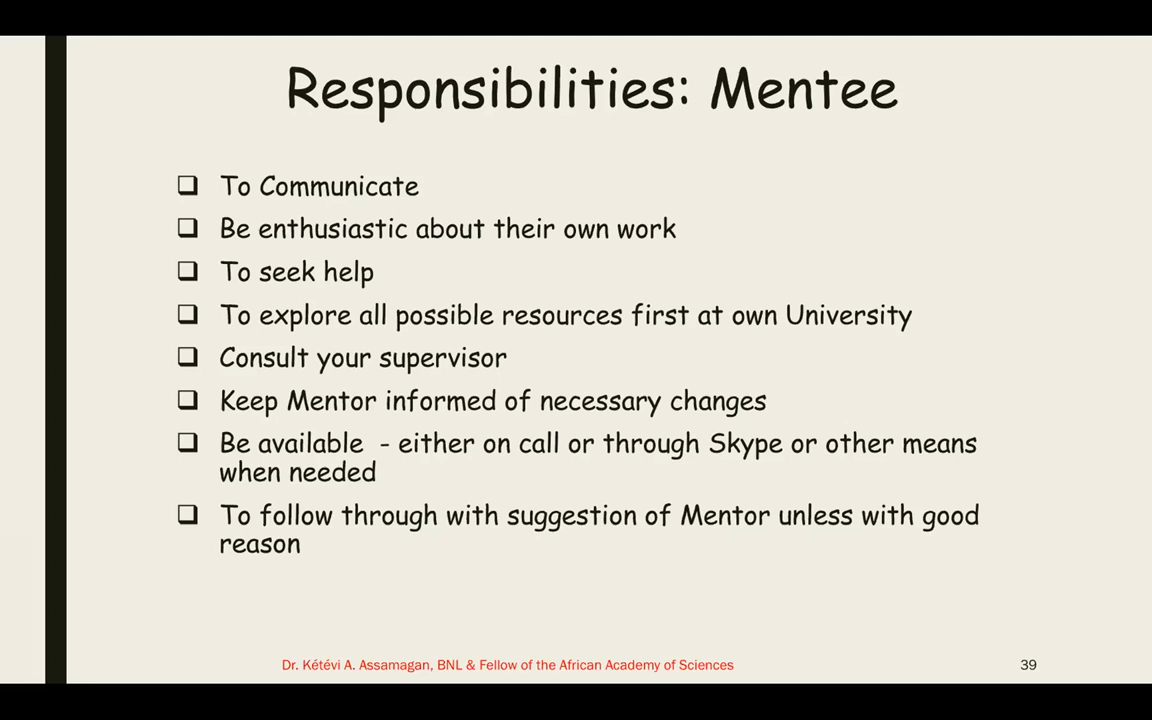 Responsibilities: Mentee
❑ To Communicate
❑ Be enthusiastic about their own work
❑ To seek help
❑ To explore all possible resources first at own University
❑ Consult your supervisor
❑ Keep Mentor informed of necessary changes
❑ Be available - either on call or through Skype or other means
when needed
❑ To follow through with suggestion of Mentor unless with good
reason
Dr. Kétévi A. Assamagan, BNL & Fellow of the African Academy of Sciences
39